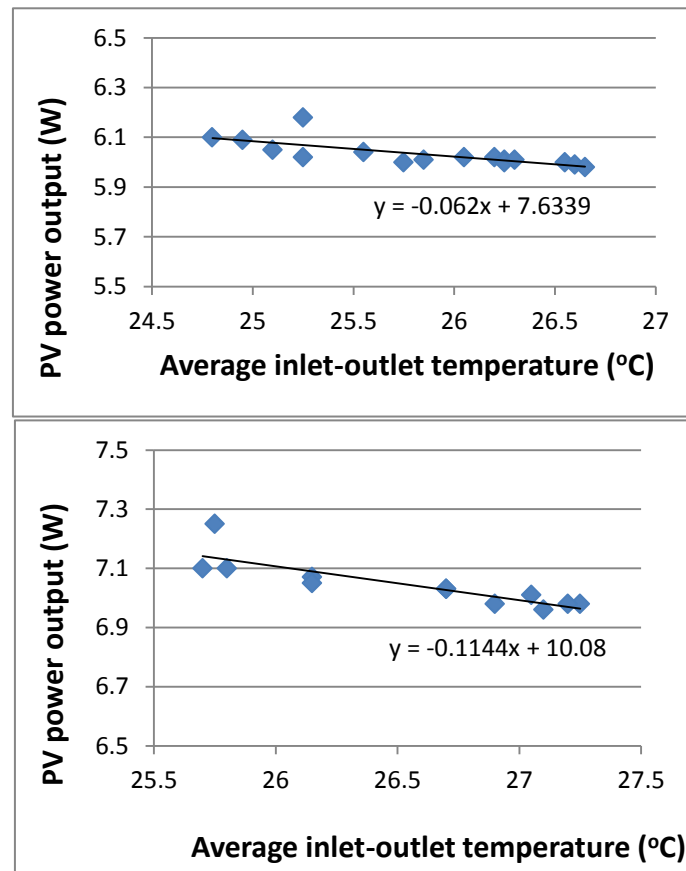 PV power output (W)
6.5
6.3
6.1
5.9
5.7
5.5
y = -0.062x + 7.6339
24.5 25 25.5 26 26.5 27
Average inlet-outlet temperature (ᵒC)
PV power output (W)
7.5
7.3
7.1
6.9
6.7
6.5
y = -0.1144x + 10.08
25.5 26 26.5 27 27.5
Average inlet-outlet temperature (ᵒC)